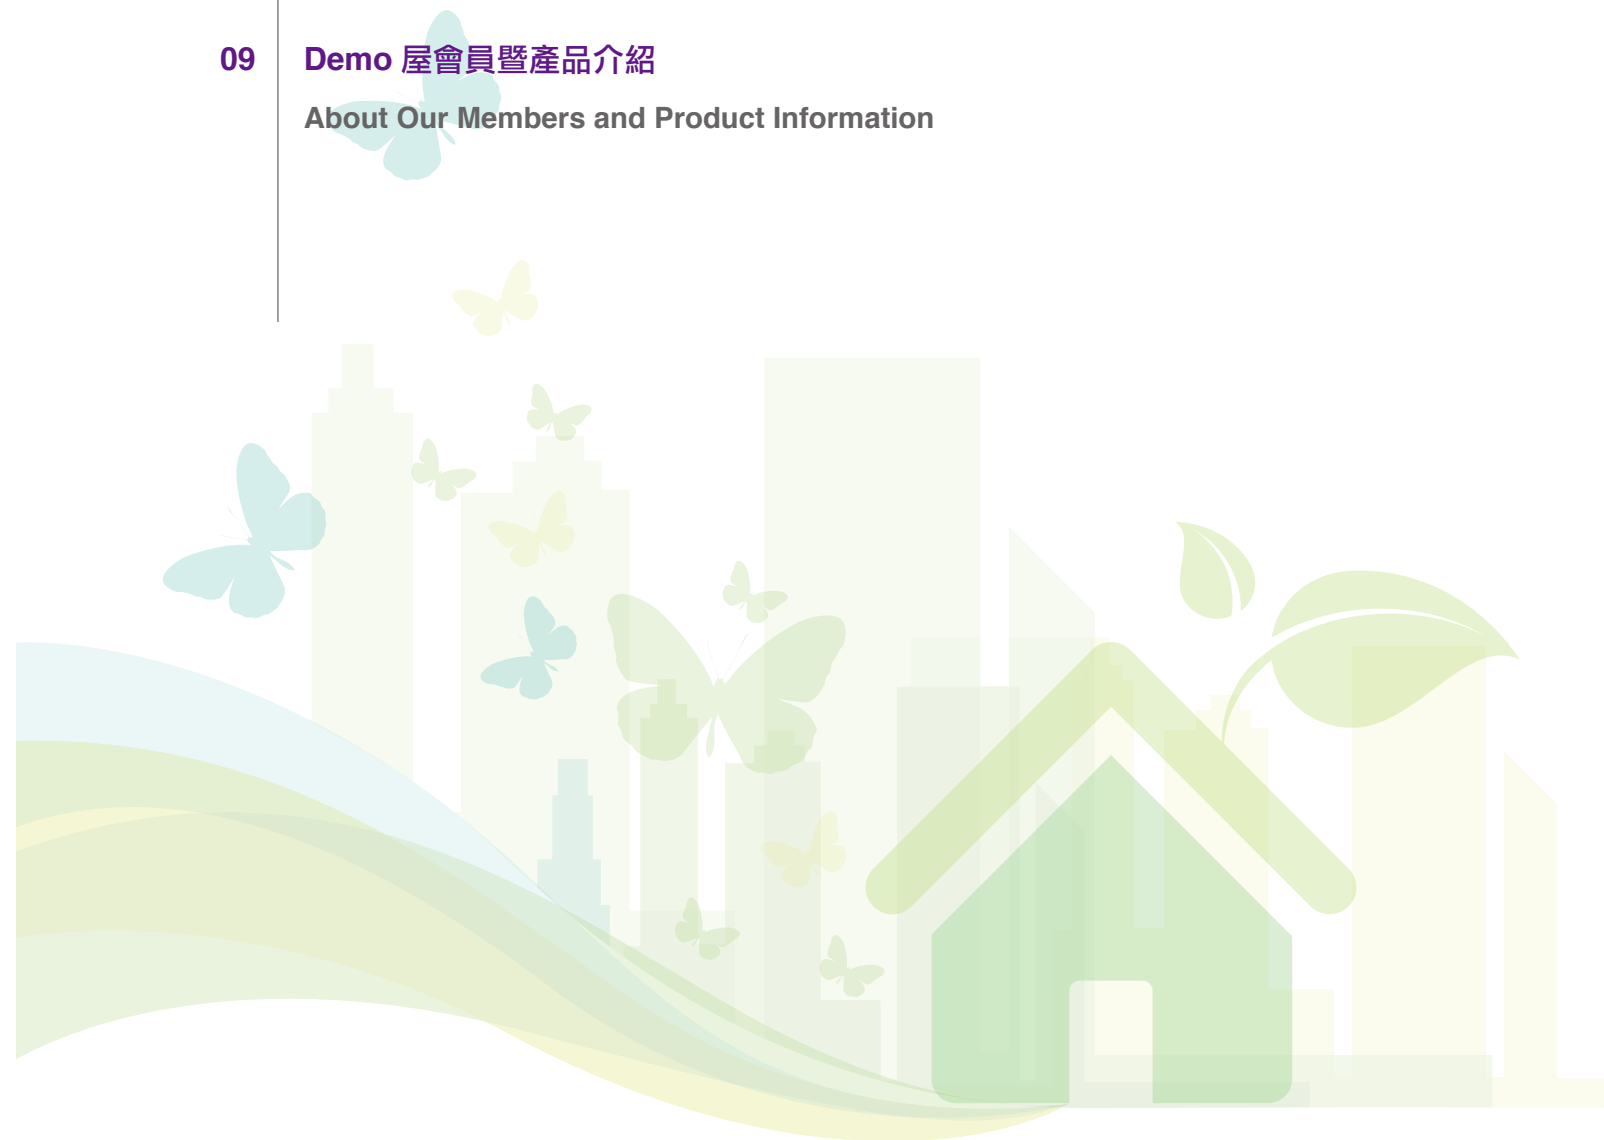 09 Demo 屋會員暨產品介紹
About Our Members and Product Information